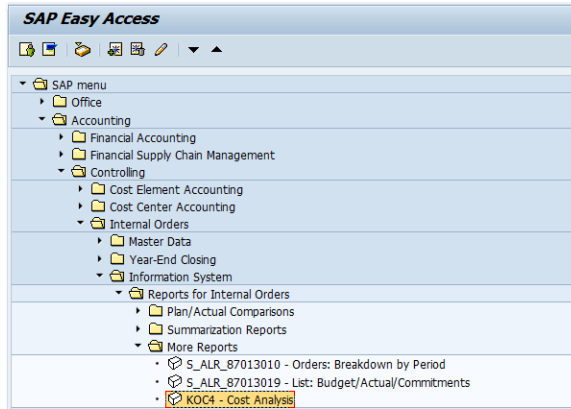 SAP Easy Access
SAP menu
Office
Accounting
Financial Accounting
Financial Supply Chain Management
Controlling
Cost Element Accounting
Cost Center Accounting
Internal Orders
Master Data
Year-End Closing
Information System
Reports for Internal Orders
Plan/Actual Comparisons
Summarization Reports
More Reports
S_ALR_87013010 - Orders: Breakdown by Period
S_ALR_87013019 - List: Budget/Actual/Commitments
KOC4 - Cost Analysis